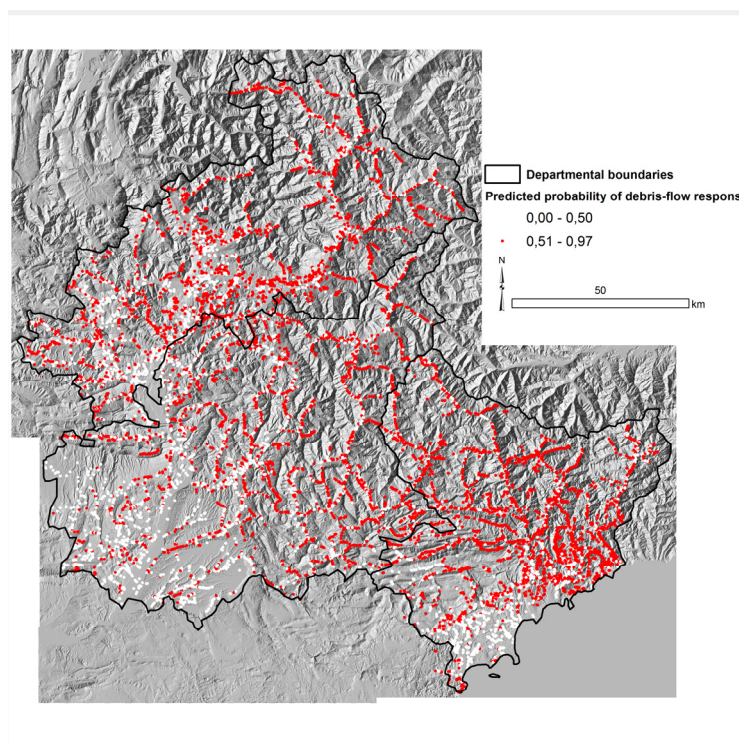 Departmental boundaries
Predicted probability of debris-flow respons
0,00 - 0,50
0,51 - 0,97
N
50
km